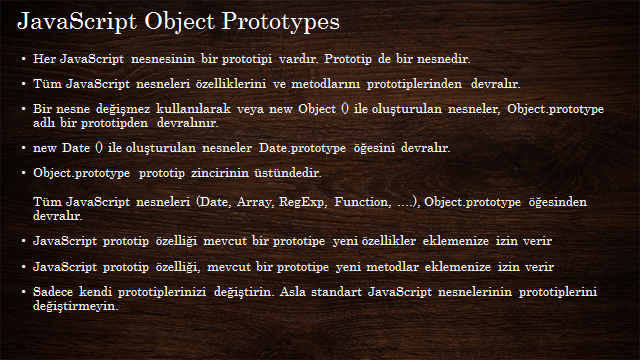 JavaScript Object Prototypes
• Her JavaScript nesnesinin bir prototipi vardır. Prototip de bir nesnedir.
• Tüm JavaScript nesneleri özelliklerini ve metodlarını prototiplerinden devralır.
• Bir nesne değişmez kullanılarak veya new Object () ile oluşturulan nesneler, Object.prototype
adlı bir prototipden devralınır.
• new Date () ile oluşturulan nesneler Date.prototype öğesini devralır.
• Object.prototype prototip zincirinin üstündedir.
Tüm JavaScript nesneleri (Date, Array, RegExp, Function, ....), Object.prototype öğesinden
devralır.
• JavaScript prototip özelliği mevcut bir prototipe yeni özellikler eklemenize izin verir
• JavaScript prototip özelliği, mevcut bir prototipe yeni metodlar eklemenize izin verir
• Sadece kendi prototiplerinizi değiştirin. Asla standart JavaScript nesnelerinin prototiplerini
değiştirmeyin.